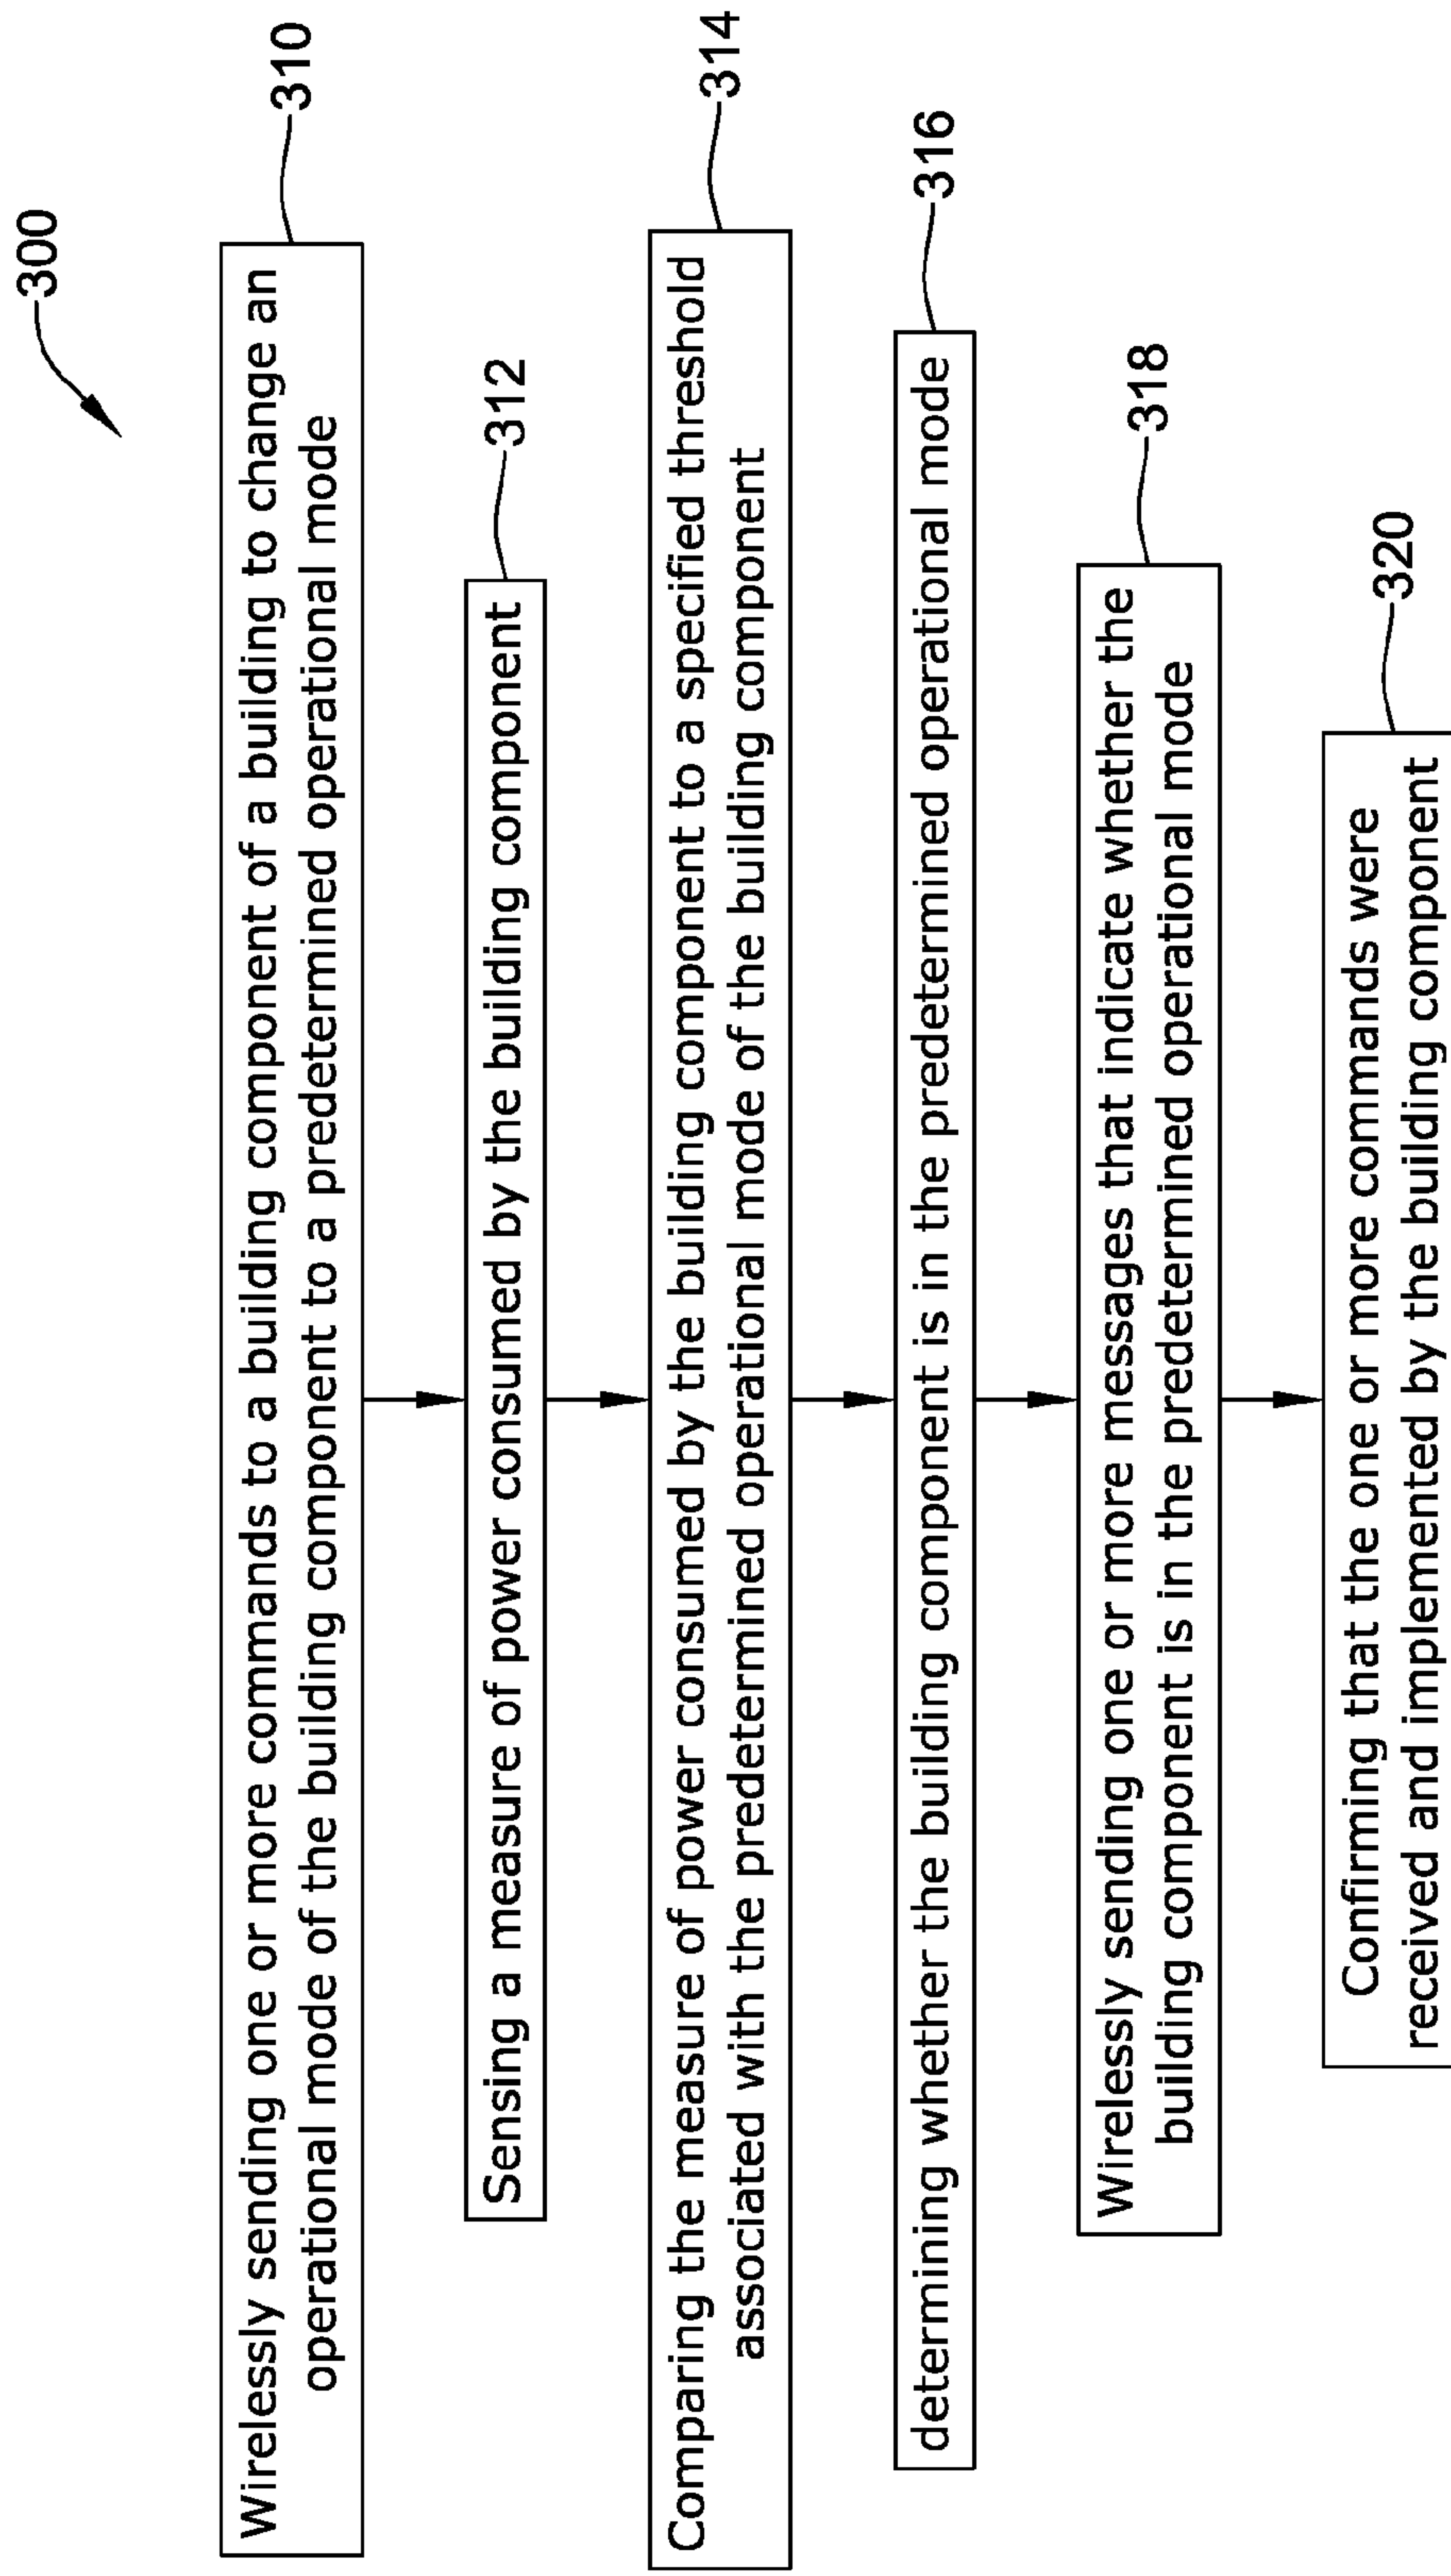 300
Wirelessly sending one or more commands to a building component of a building to change an
operational mode of the building component to a predetermined operational mode
310
Sensing a measure of power consumed by the building component
312
Comparing the measure of power consumed by the building component to a specified threshold
associated with the predetermined operational mode of the building component
314
determining whether the building component is in the predetermined operational mode
316
Wirelessly sending one or more messages that indicate whether the
building component is in the predetermined operational mode
318
Confirming that the one or more commands were
received and implemented by the building component
320